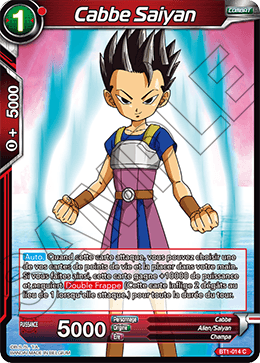 1
Cabbe Saiyan
COMBAT
0 + 5000
Auto Quand cette carte attaque, vous pouvez choisir une
de vos cartes de points de vie et la placer dans votre main.
Si vous faites ainsi, cette carte gagne +10000 de puissance
et acquiert Double Frappe (Cette carte inflige 2 dégâts au
lieu de 1 lorsqu'elle attaque.) pour toute la durée du tour.
PUISSANCE
5000
Personnage Cabbe
Origine Alien/Saiyan
Ère Champa
BT1-014 C